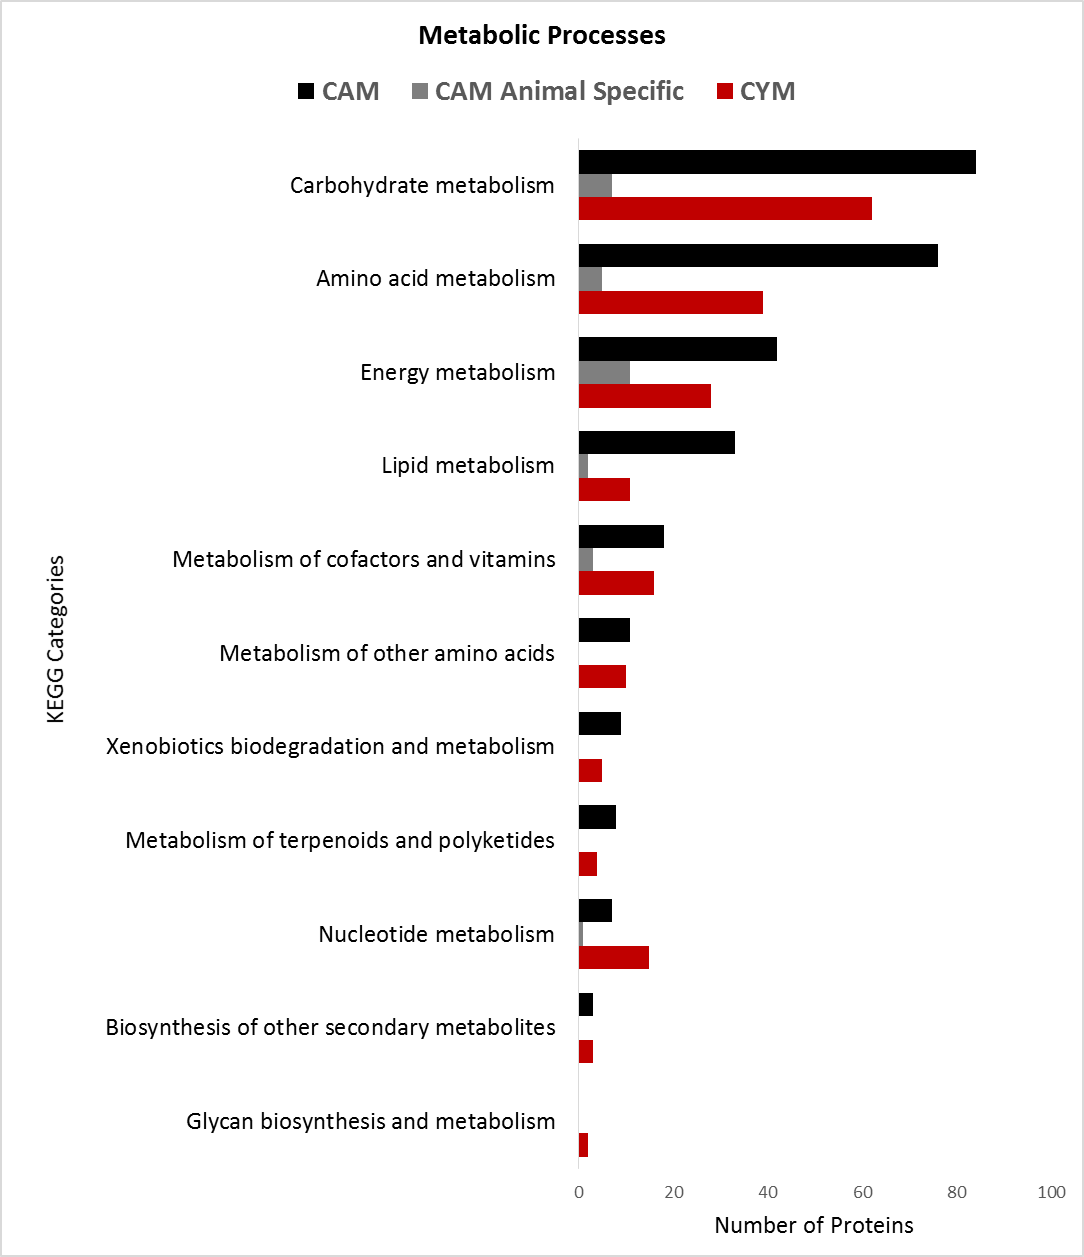 Metabolic Processes
CAM CAM Animal Specific CYM
Carbohydrate metabolism
Amino acid metabolism
Energy metabolism
Lipid metabolism
Metabolism of cofactors and vitamins
Metabolism of other amino acids
Xenobiotics biodegradation and metabolism
Metabolism of terpenoids and polyketides
Nucleotide metabolism
Biosynthesis of other secondary metabolites
Glycan biosynthesis and metabolism
KEGG Categories
0 20 40 60 80 100
Number of Proteins